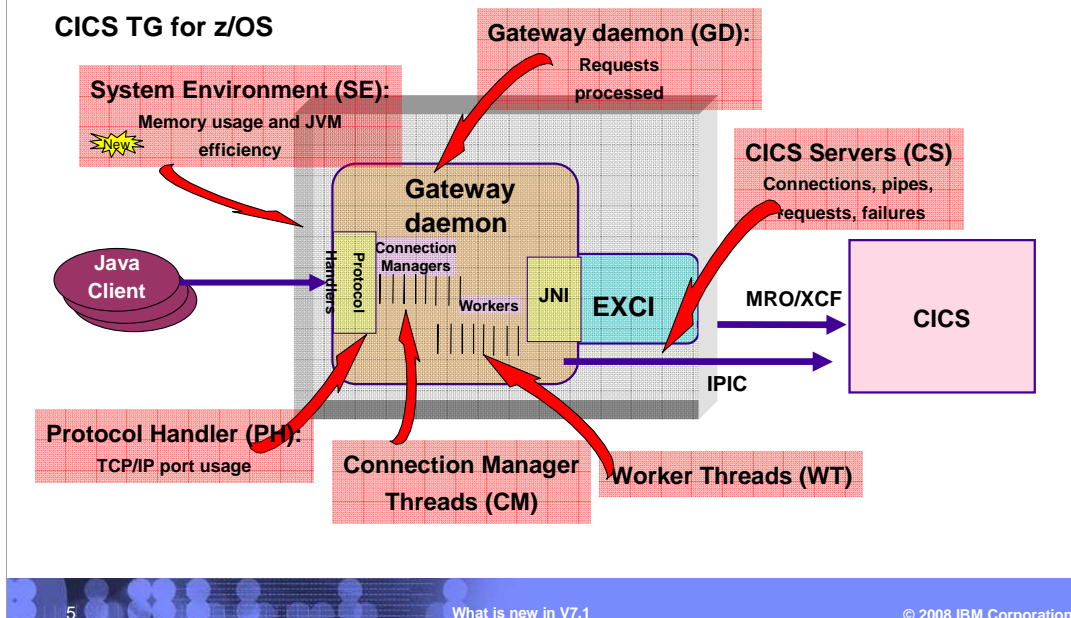 CICS TG for z/OS
Gateway daemon (GD):
Requests
processed
System Environment (SE):
Memory usage and JVM
efficiency
New
CICS Servers (CS)
Connections, pipes,
requests, failures
Gateway
daemon
Java
Client
Protocol
Handlers
Connection
Managers
Workers
JNI
EXCI
MRO/XCF
IPIC
CICS
Protocol Handler (PH):
TCP/IP port usage
Connection Manager
Threads (CM)
Worker Threads (WT)
5
What is new in V7.1
© 2008 IBM Corporation